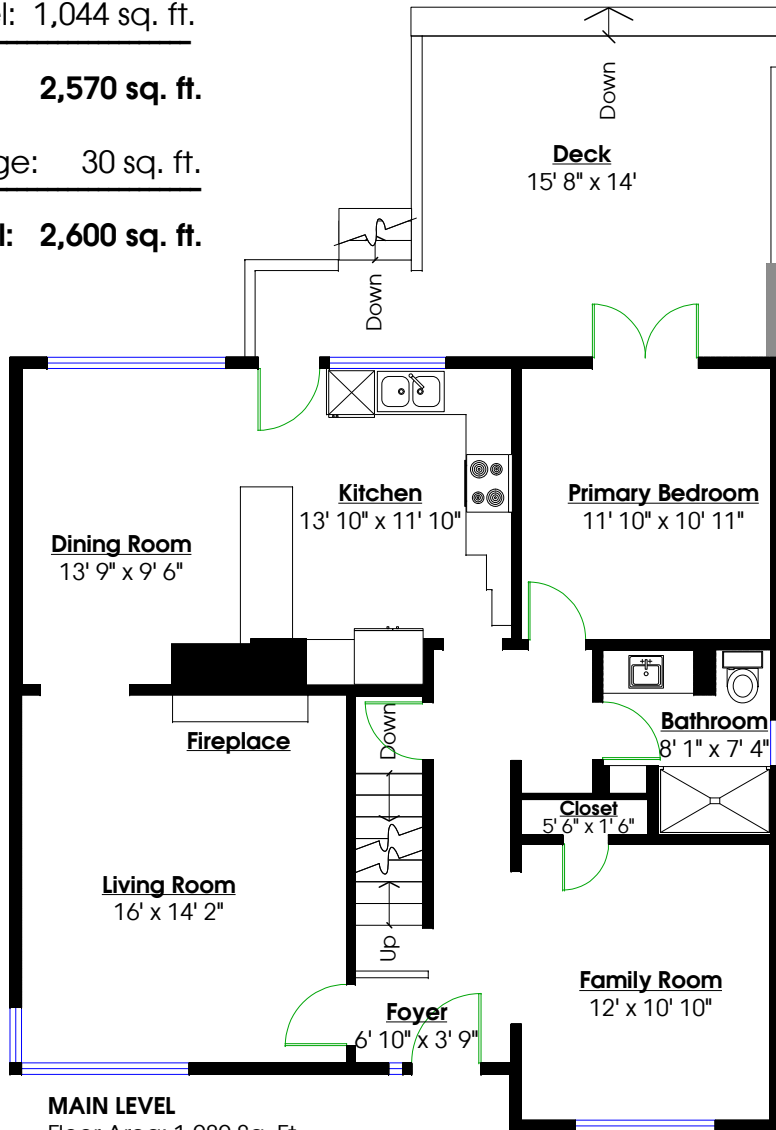 1,044 sq. ft.
2,570 sq. ft.
30 sq. ft.
2,600 sq. ft.
Down
Deck
15' 8" x 14'
Down
Kitchen
13' 10" x 11' 10"
Primary Bedroom
11' 10" x 10' 11"
Dining Room
13' 9" x 9' 6"
Fireplace
Down
Bathroom
8' 1" x 7' 4"
Closet
5' 6" x 1' 6"
Living Room
16' x 14' 2"
Up
Family Room
12' x 10' 10"
Foyer
6' 10" x 3' 9"
MAIN LEVEL